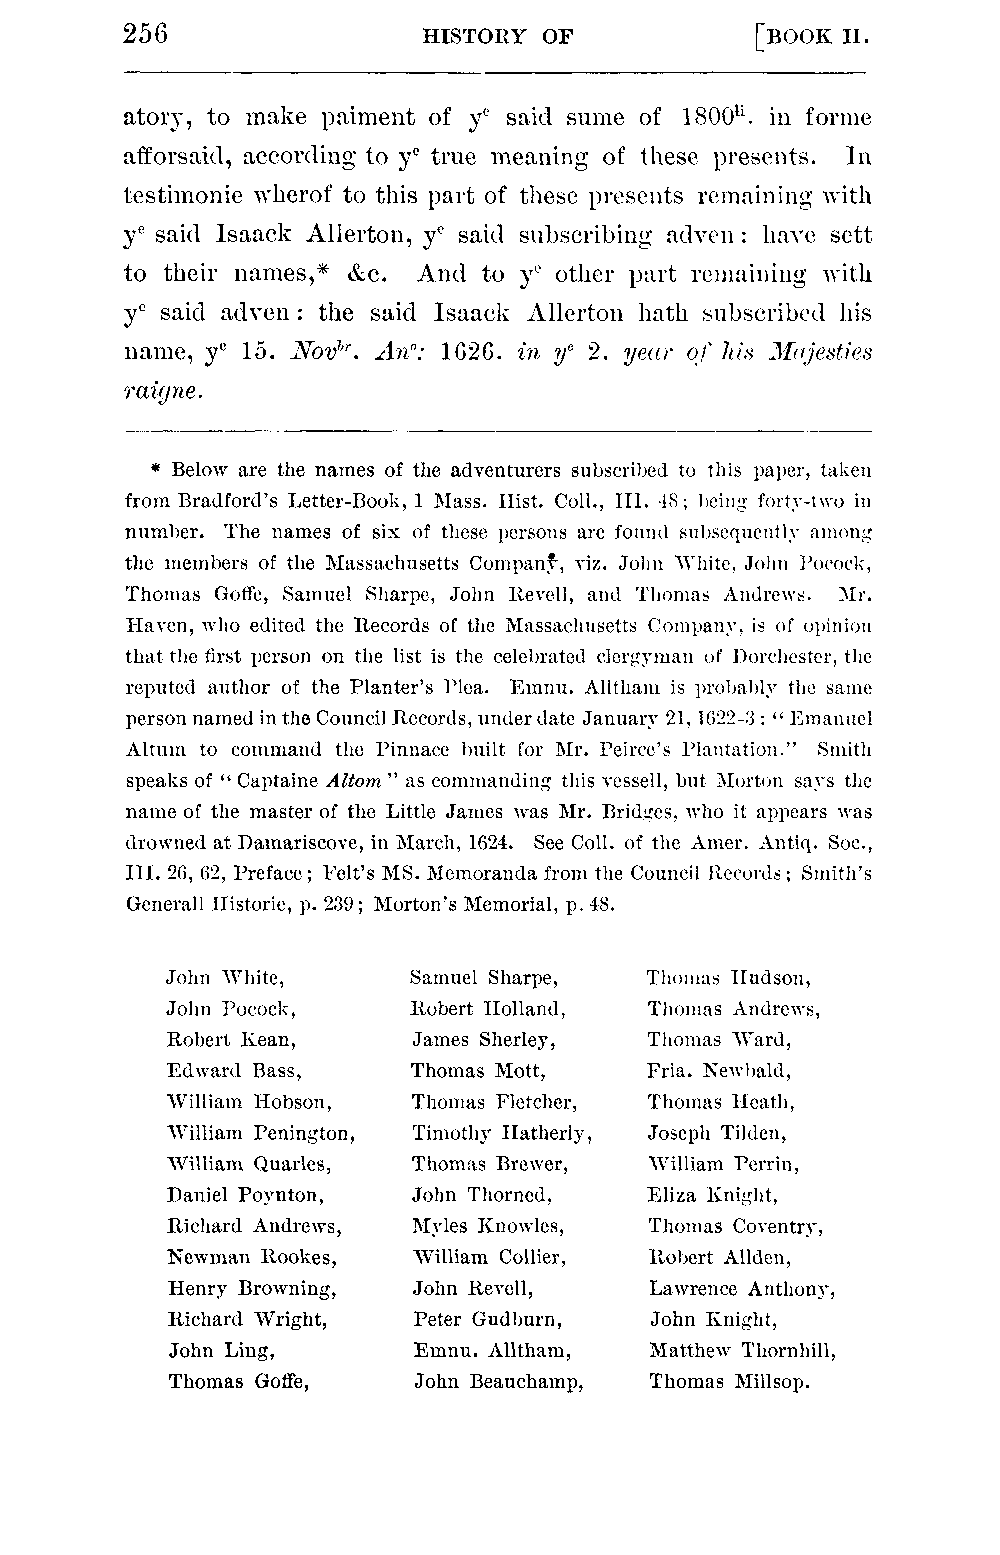 256 HISTORY OF [BOOK II.
atory, to make paiment of yᵉ said sume of 1800ˡⁱ. in forme
afforsaid, according to yᵉ true meaning of these presents. In
testimonie wherof to this part of these presents remaining with
yᵉ said Isaack Allerton, yᵉ said subscribing adven: have sett
to their names,* &c. And to yᵉ other part remaining with
yᵉ said adven: the said Isaack Allerton hath subscribed his
name, yᵉ 15. Novᵇʳ. Anº: 1626. in yᵉ 2. year of his Majesties
raigne.
* Below are the names of the adventurers subscribed to this paper, taken
from Bradford's Letter-Book, 1 Mass. Hist. Coll., III. 48; being forty-two in
number. The names of six of these persons are found subsequently among
the members of the Massachusetts Company, viz. John White, John Pocock,
Thomas Goffe, Samuel Sharpe, John Revell, and Thomas Andrews. Mr.
Haven, who edited the Records of the Massachusetts Company, is of opinion
that the first person on the list is the celebrated clergyman of Dorchester, the
reputed author of the Planter's Plea. Emnu. Alltham is probably the same
person named in the Council Records, under date January 21, 1622-3: "Emanuel
Altum to command the Pinnace built for Mr. Peirce's Plantation." Smith
speaks of "Captaine Altom" as commanding this vessell, but Morton says the
name of the master of the Little James was Mr. Bridges, who it appears was
drowned at Damariscove, in March, 1624. See Coll. of the Amer. Antiq. Soc.,
III. 26, 62, Preface; Felt's MS. Memoranda from the Council Records; Smith's
Generall Historie, p. 239; Morton's Memorial, p. 48.
John White, Samuel Sharpe, Thomas Hudson,
John Pocock, Robert Holland, Thomas Andrews,
Robert Kean, James Sherley, Thomas Ward,
Edward Bass, Thomas Mott, Fria. Newbald,
William Hobson, Thomas Fletcher, Thomas Heath,
William Penington, Timothy Hatherly, Joseph Tilden,
William Quarles, Thomas Brewer, William Perrin,
Daniel Poynton, John Thorned, Eliza Knight,
Richard Andrews, Myles Knowles, Thomas Coventry,
Newman Rookes, William Collier, Robert Allden,
Henry Browning, John Revell, Lawrence Anthony,
Richard Wright, Peter Gudburn, John Knight,
John Ling, Emnu. Alltham, Matthew Thornhill,
Thomas Goffe, John Beauchamp, Thomas Millsop.